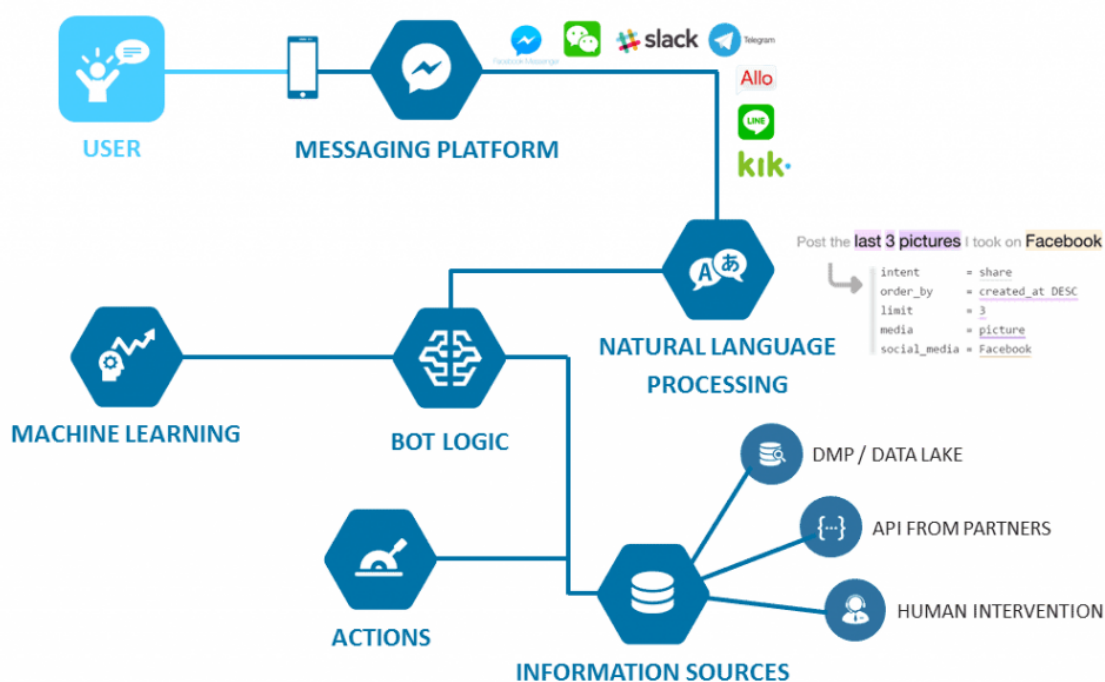 Facebook Messenger
slack
Telegram
Allo
LINE
kik
USER
MESSAGING PLATFORM
Post the last 3 pictures I took on Facebook
intent = share
order_by = created_at DESC
limit = 3
media = picture
social_media = Facebook
A あ
NATURAL LANGUAGE
PROCESSING
MACHINE LEARNING
BOT LOGIC
DMP / DATA LAKE
{...}
API FROM PARTNERS
HUMAN INTERVENTION
ACTIONS
INFORMATION SOURCES